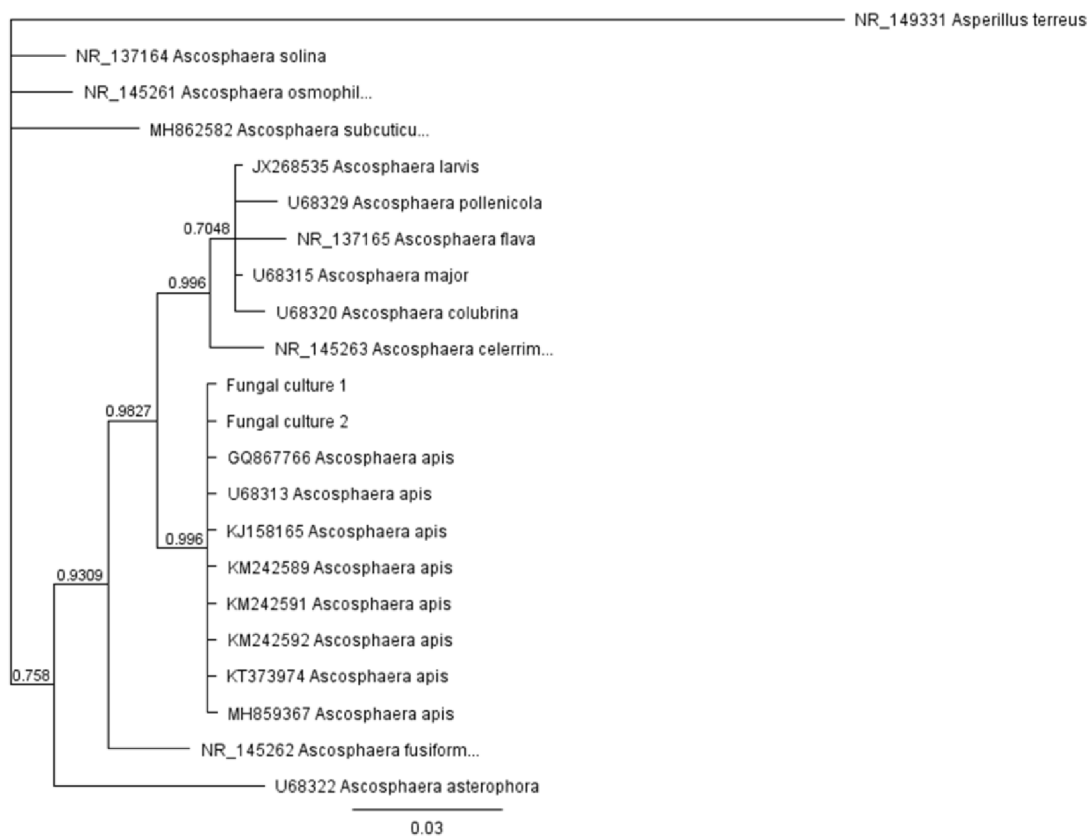 NR_149331 Asperillus terreus
NR_137164 Ascosphaera solina
NR_145261 Ascosphaera osmophil...
MH862582 Ascosphaera subcuticu...
JX268535 Ascosphaera larvis
U68329 Ascosphaera pollenicola
0.7048
NR_137165 Ascosphaera flava
0.996
U68315 Ascosphaera major
U68320 Ascosphaera colubrina
NR_145263 Ascosphaera celerrim...
Fungal culture 1
0.9827
Fungal culture 2
GQ867766 Ascosphaera apis
U68313 Ascosphaera apis
KJ158165 Ascosphaera apis
0.996
KM242589 Ascosphaera apis
0.9309
KM242591 Ascosphaera apis
KM242592 Ascosphaera apis
0.758
KT373974 Ascosphaera apis
MH859367 Ascosphaera apis
NR_145262 Ascosphaera fusiform...
U68322 Ascosphaera asterophora
0.03